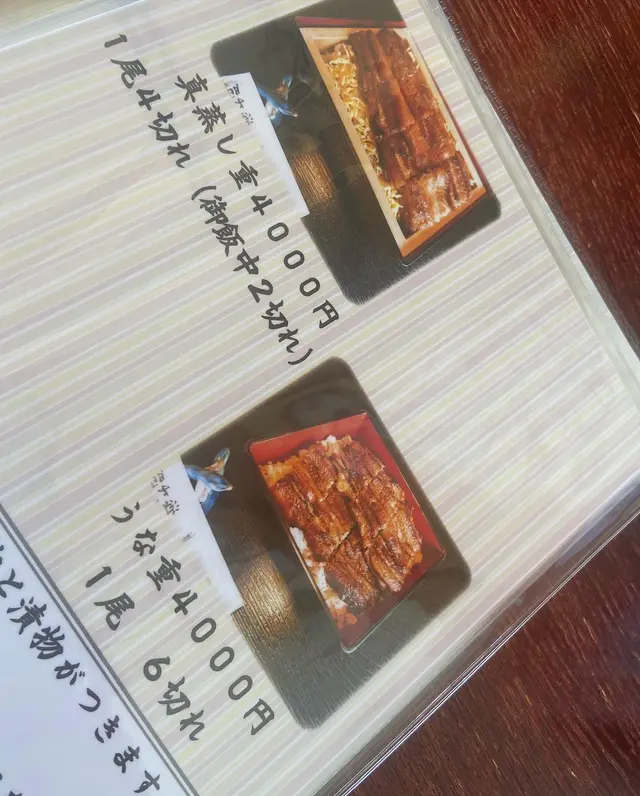 真蒸し重4000円
1尾4切れ (御飯中2切れ)
うな重4000円
1尾 6切れ
と漬物がつきます